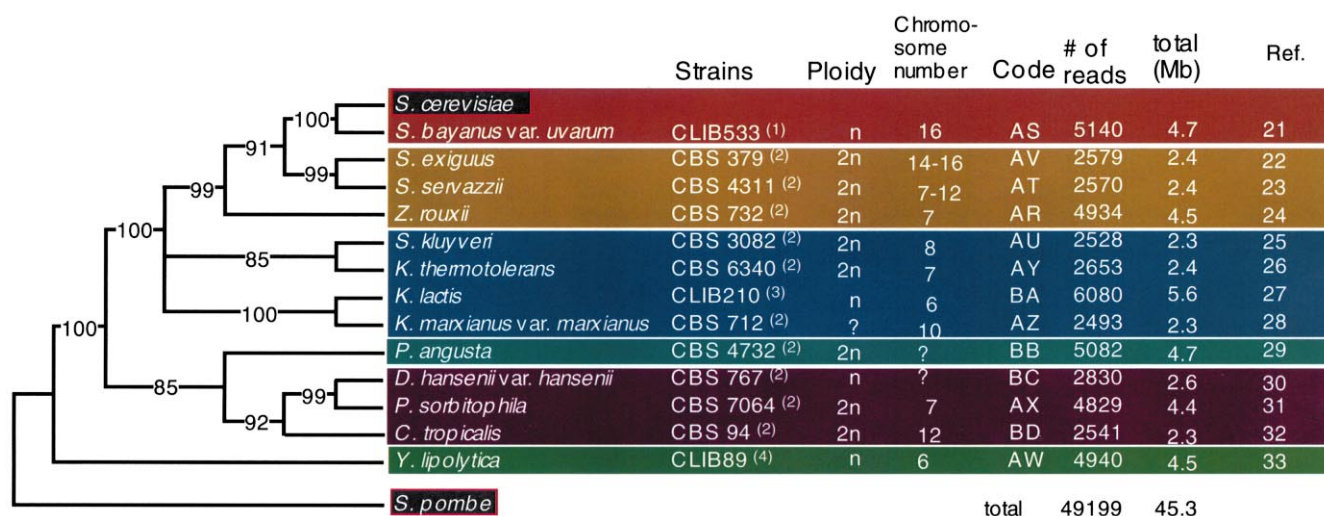 Strains Ploidy Chromo-
some
number Code # of
reads total
(Mb) Ref.
S. cerevisiae
S. bayanus var. uvarum CLIB533 (1) n 16 AS 5140 4.7 21
S. exiguus CBS 379 (2) 2n 14-16 AV 2579 2.4 22
S. servazzii CBS 4311 (2) 2n 7-12 AT 2570 2.4 23
Z. rouxii CBS 732 (2) 2n 7 AR 4934 4.5 24
S. kluyveri CBS 3082 (2) 2n 8 AU 2528 2.3 25
K. thermotolerans CBS 6340 (2) 2n 7 AY 2653 2.4 26
K. lactis CLIB210 (3) n 6 BA 6080 5.6 27
K. marxianus var. marxianus CBS 712 (2) ? 10 AZ 2493 2.3 28
P. angusta CBS 4732 (2) 2n ? BB 5082 4.7 29
D. hansenii var. hansenii CBS 767 (2) n ? BC 2830 2.6 30
P. sorbitophila CBS 7064 (2) 2n 7 AX 4829 4.4 31
C. tropicalis CBS 94 (2) 2n 12 BD 2541 2.3 32
Y. lipolytica CLIB89 (4) n 6 AW 4940 4.5 33
S. pombe
total 49199 45.3
100
91
99
99
100
85
100
100
85
99
92